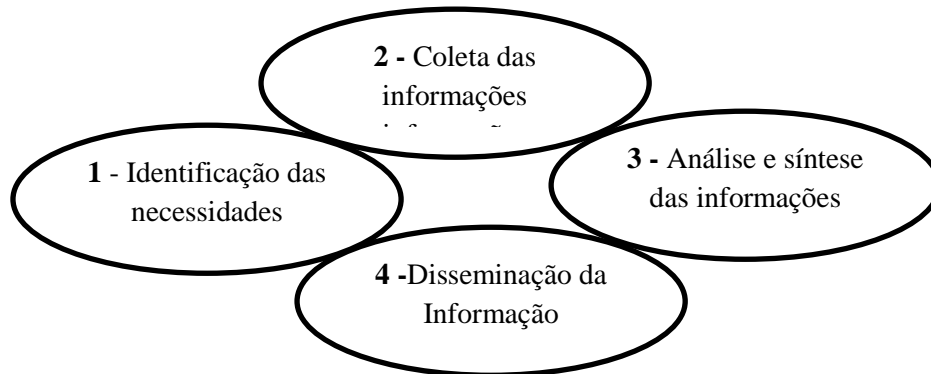 2 - Coleta das
informações
1 - Identificação das
necessidades
3 - Análise e síntese
das informações
4 -Disseminação da
Informação